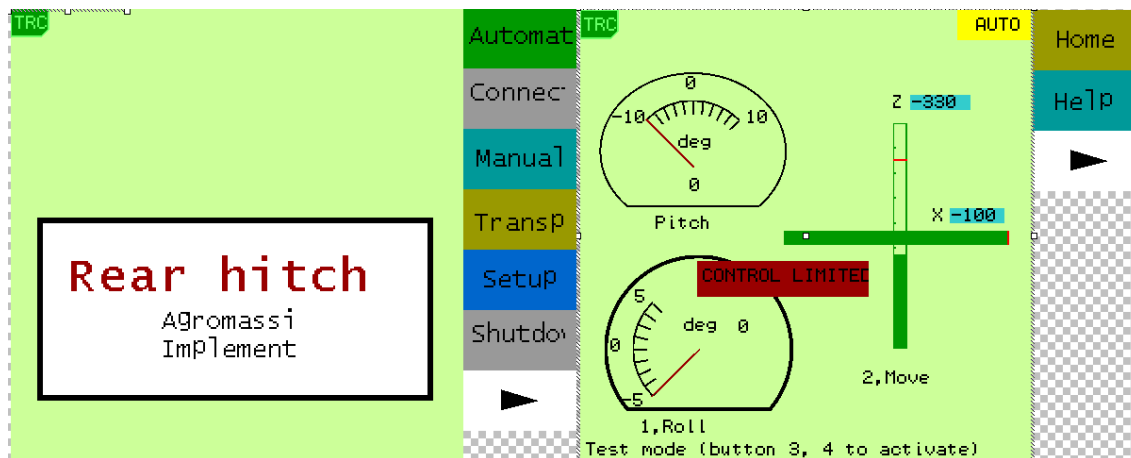 TRC
Automat
Connec
Manual
Transp
Setup
Shutdo
Rear hitch
Agromassi
Implement
TRC
AUTO
Home
Help
0
-10
10
deg
0
Pitch
Z -330
X -100
CONTROL LIMITED
5
deg 0
0
-5
1,Roll
2,Move
Test mode (button 3, 4 to activate)